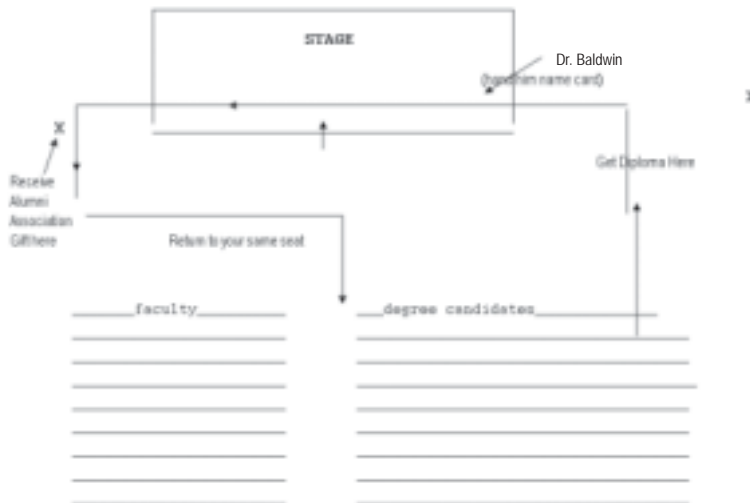 STAGE
Dr. Baldwin
(hand him name card)
X
X
Get Diploma Here
Receive
Alumni
Association
Gift here
Return to your same seat
faculty
degree candidates